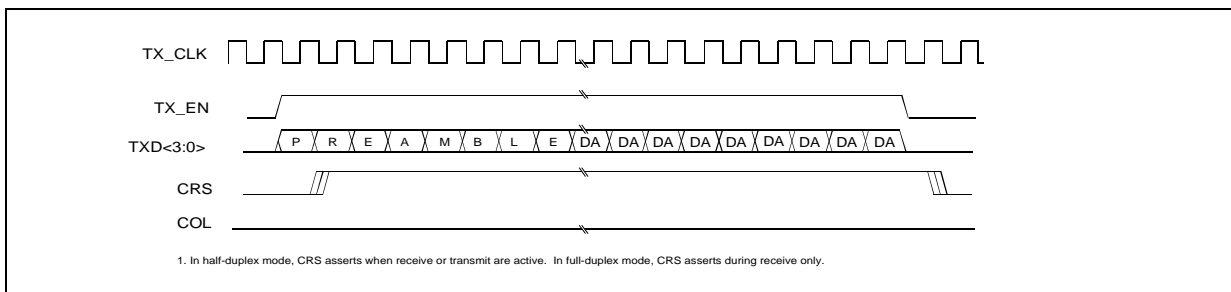 TX_CLK
TX_EN
TXD<3:0> P R E A M B L E DA DA DA DA DA DA DA DA DA
CRS
COL
1. In half-duplex mode, CRS asserts when receive or transmit are active. In full-duplex mode, CRS asserts during receive only.